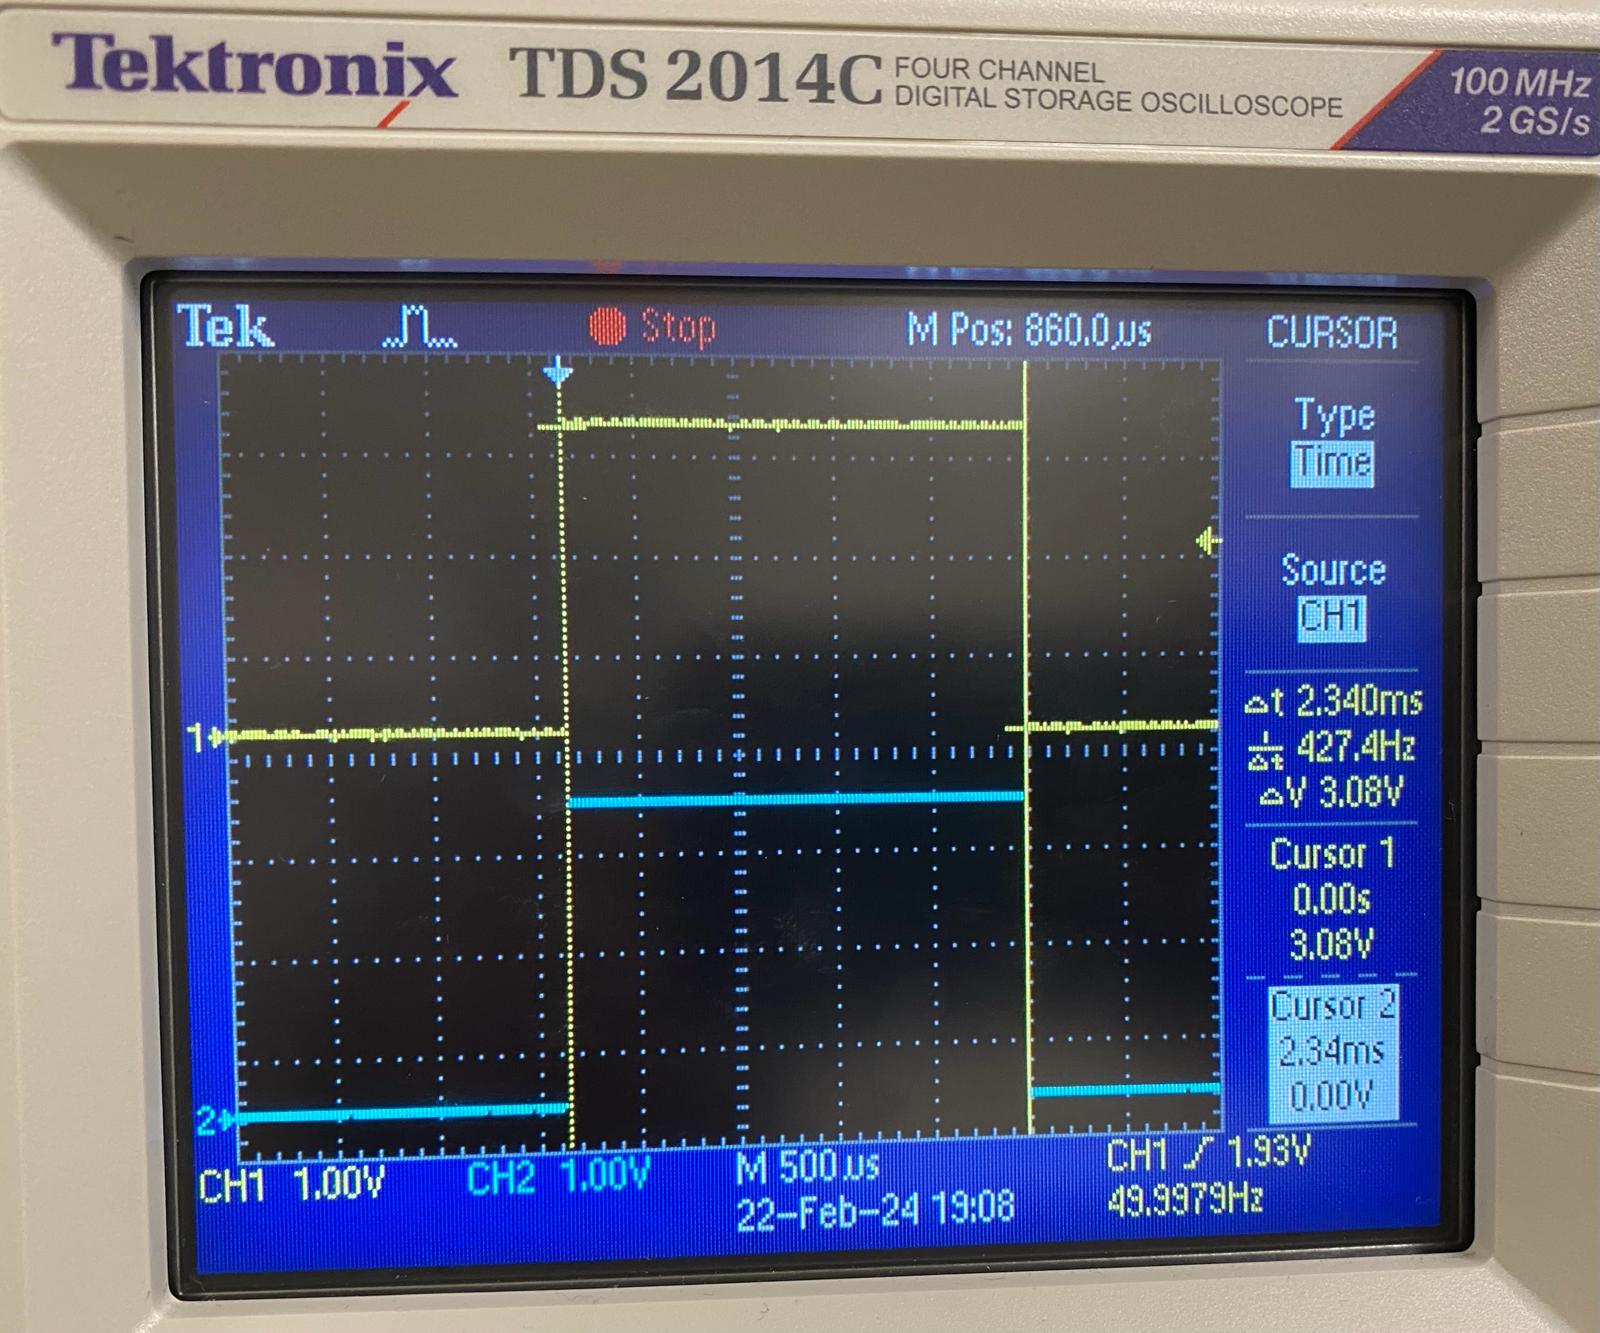 Tektronix TDS 2014C FOUR CHANNEL
DIGITAL STORAGE OSCILLOSCOPE
100 MHz
2 GS/s
Tek Stop M Pos: 860.0µs CURSOR
Type
Time
Source
CH1
Δt 2.340ms
1/Δt 427.4Hz
ΔV 3.08V
Cursor 1
0.00s
3.08V
Cursor 2
2.34ms
0.00V
1
2
CH1 1.00V CH2 1.00V M 500µs CH1 1.93V
22-Feb-24 19:08 49.9979Hz